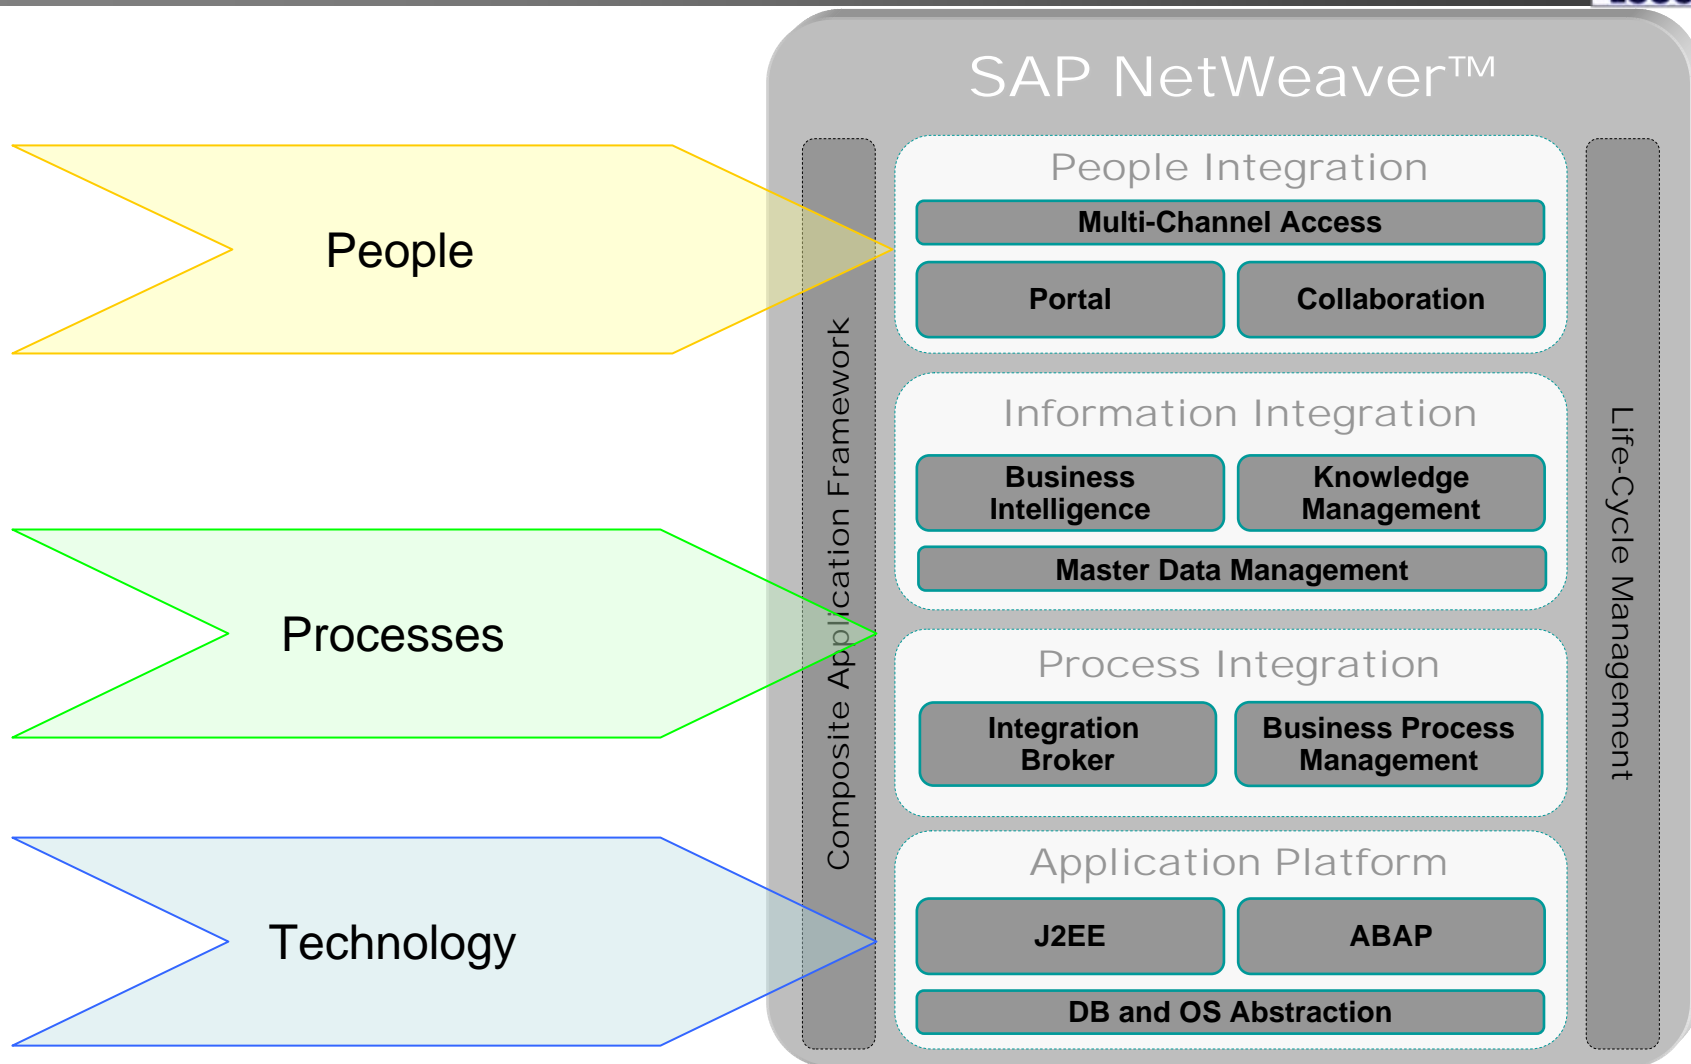 SAP NetWeaver™
People
Processes
Technology
Composite Application Framework
People Integration
Multi-Channel Access
Portal
Collaboration
Information Integration
Business
Intelligence
Knowledge
Management
Master Data Management
Process Integration
Integration
Broker
Business Process
Management
Application Platform
J2EE
ABAP
DB and OS Abstraction
Life-Cycle Management